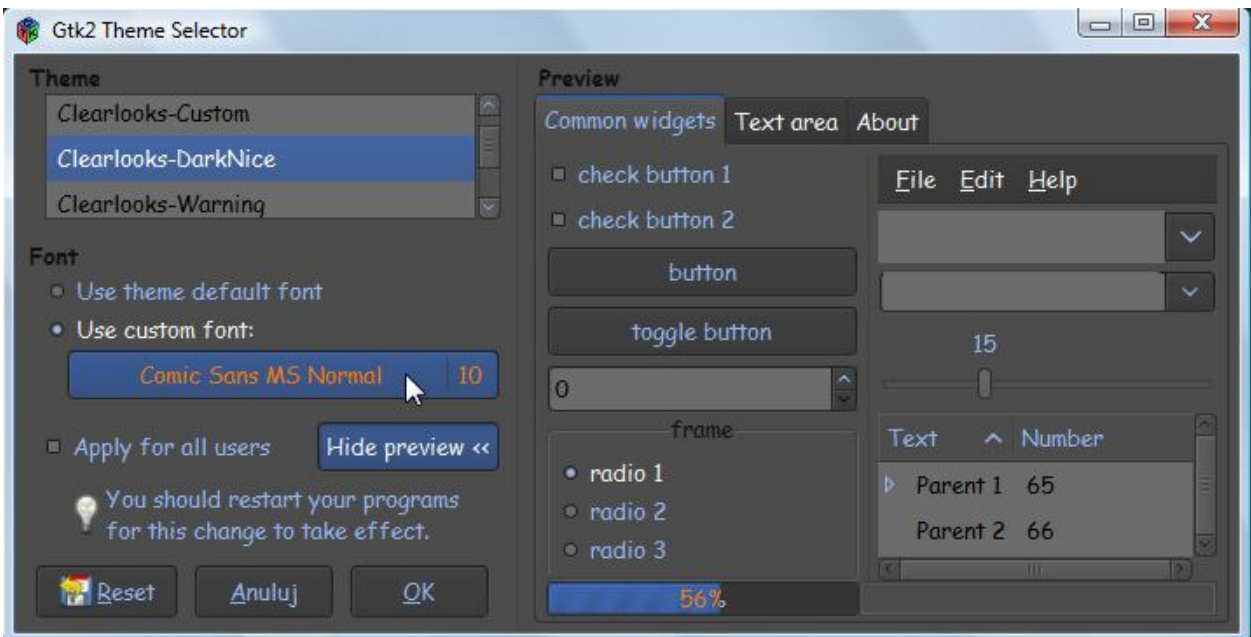 Gtk2 Theme Selector
Theme
Clearlooks-Custom
Clearlooks-DarkNice
Clearlooks-Warning
Font
Use theme default font
Use custom font:
Comic Sans MS Normal 10
Apply for all users
Hide preview <<
You should restart your programs
for this change to take effect.
Reset
Anuluj
OK
Preview
Common widgets Text area About
check button 1
check button 2
button
toggle button
0
frame
radio 1
radio 2
radio 3
56%
File Edit Help
15
Text Number
Parent 1 65
Parent 2 66